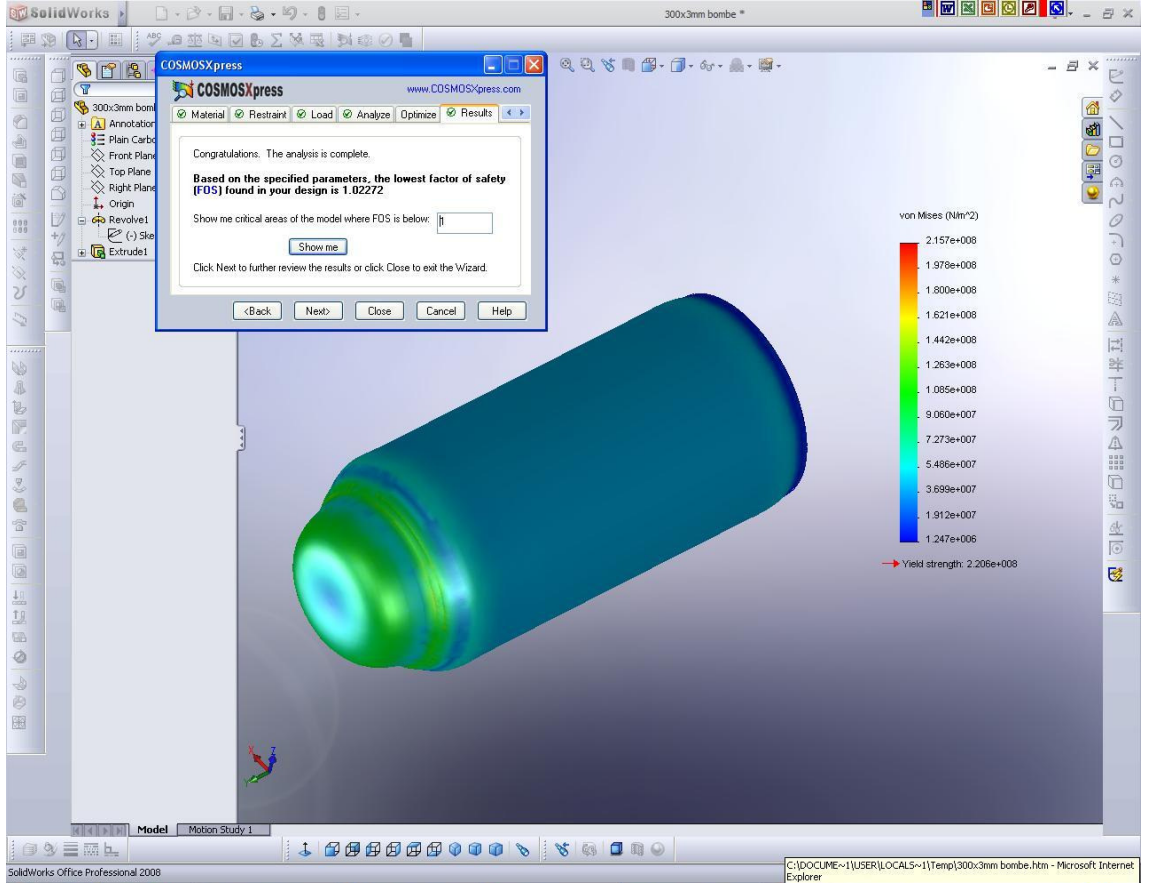 SolidWorks
300x3mm bombe *
COSMOSXpress
COSMOSXpress
www.COSMOSXpress.com
Material
Restraint
Load
Analyze
Optimize
Results
Congratulations. The analysis is complete.
Based on the specified parameters, the lowest factor of safety
(FOS) found in your design is 1.02272
Show me critical areas of the model where FOS is below: 1
Show me
Click Next to further review the results or click Close to exit the Wizard.
<Back
Next>
Close
Cancel
Help
300x3mm bomb
Annotation
Plain Carbo
Front Plane
Top Plane
Right Plane
Origin
Revolve1
(-) Ske
Extrude1
von Mises (N/m^2)
2.157e+008
1.978e+008
1.800e+008
1.621e+008
1.442e+008
1.263e+008
1.085e+008
9.060e+007
7.273e+007
5.486e+007
3.699e+007
1.912e+007
1.247e+006
Yield strength: 2.206e+008
X
Z
Y
Model
Motion Study 1
SolidWorks Office Professional 2008
C:\DOCUME~1\USER\LOCALS~1\Temp\300x3mm bombe.htm - Microsoft Internet
Explorer